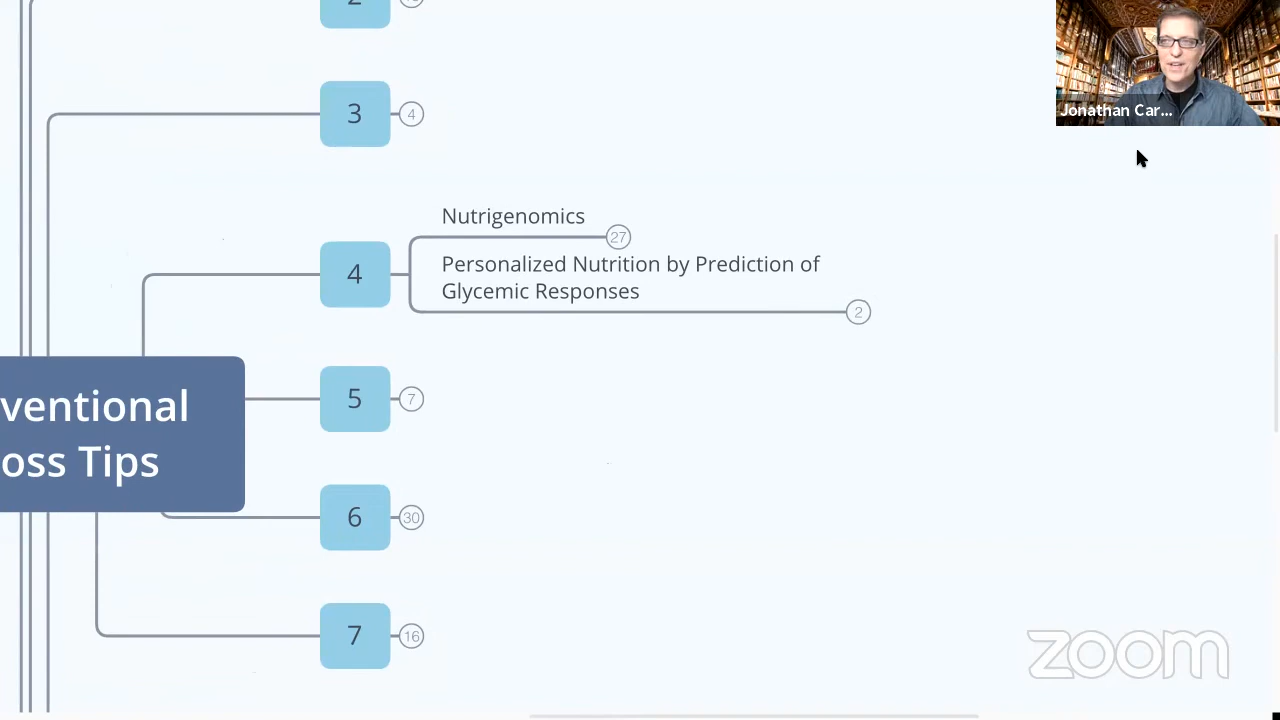 2
3
4
Jonathan Car...
Nutrigenomics
27
4
Personalized Nutrition by Prediction of
Glycemic Responses
2
ventional
oss Tips
5
7
6
30
7
16
zoom